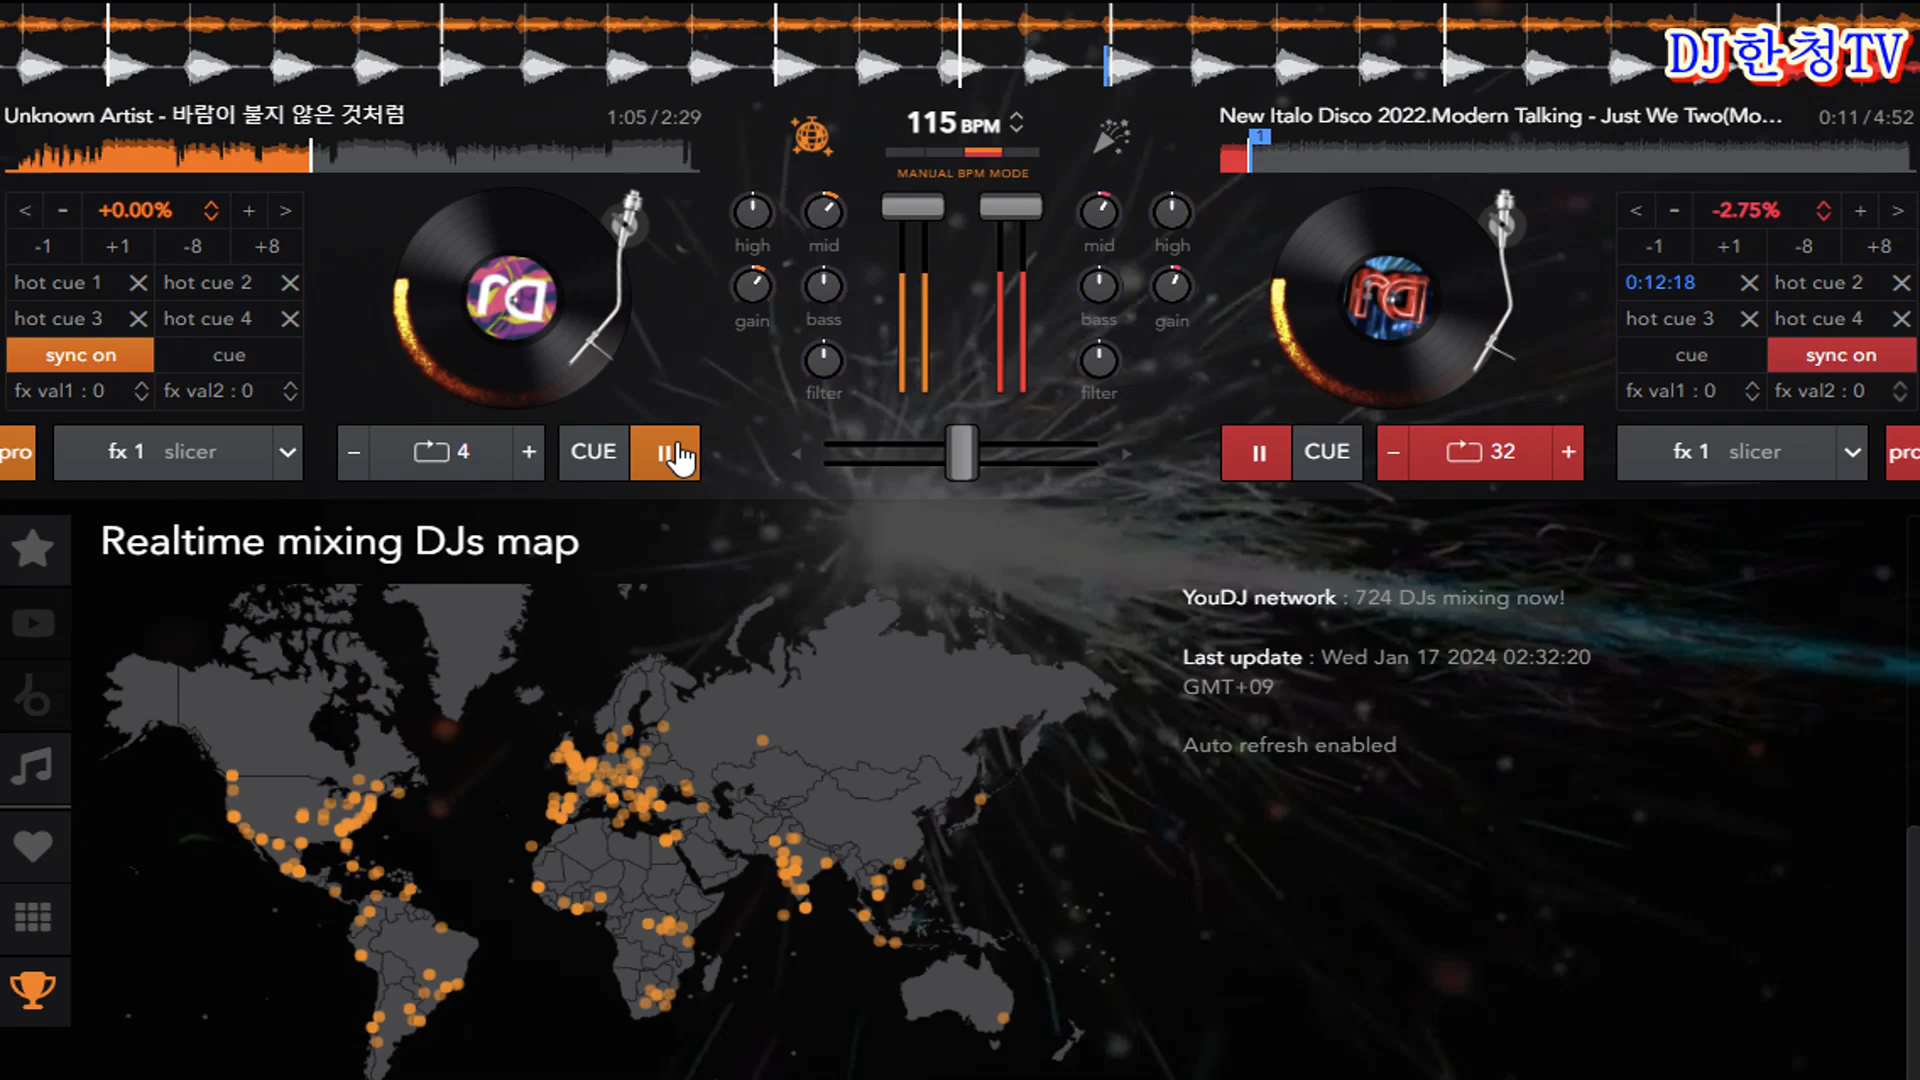 DJ한청TV
Unknown Artist - 바람이 불지 않은 것처럼
1:05 / 2:29
115 BPM
MANUAL BPM MODE
New Italo Disco 2022.Modern Talking - Just We Two(Mo...
0:11 / 4:52
1
< - +0.00% + >
-1 +1 -8 +8
hot cue 1 hot cue 2
hot cue 3 hot cue 4
sync on cue
fx val1 : 0 fx val2 : 0
high mid
gain bass
filter
mid high
bass gain
filter
< - -2.75% + >
-1 +1 -8 +8
0:12:18 hot cue 2
hot cue 3 hot cue 4
cue sync on
fx val1 : 0 fx val2 : 0
pro fx 1 slicer - 4 + CUE
CUE - 32 + fx 1 slicer pro
Realtime mixing DJs map
YouDJ network : 724 DJs mixing now!
Last update : Wed Jan 17 2024 02:32:20
GMT+09
Auto refresh enabled